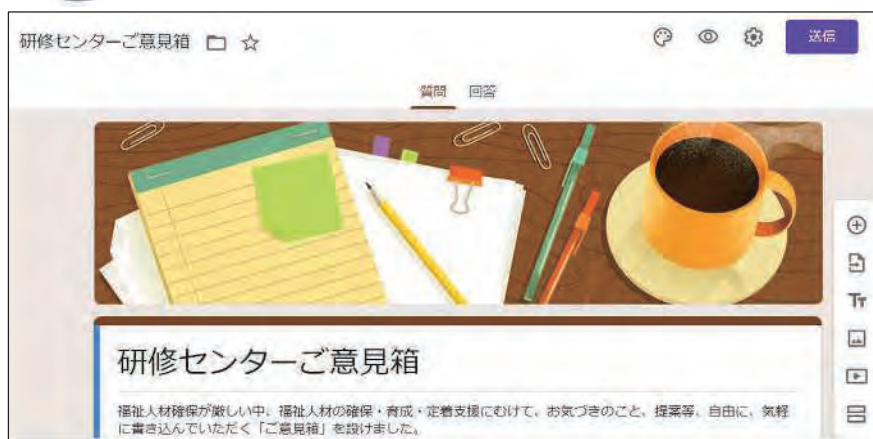 研修センターご意見箱
送信
質問 回答
Tт
研修センターご意見箱
福祉人材確保が厳しい中、福祉人材の確保・育成・定着支援にむけて、お気づきのこと、提案等、自由に、気軽
に書き込んでいただく「ご意見箱」を設けました。